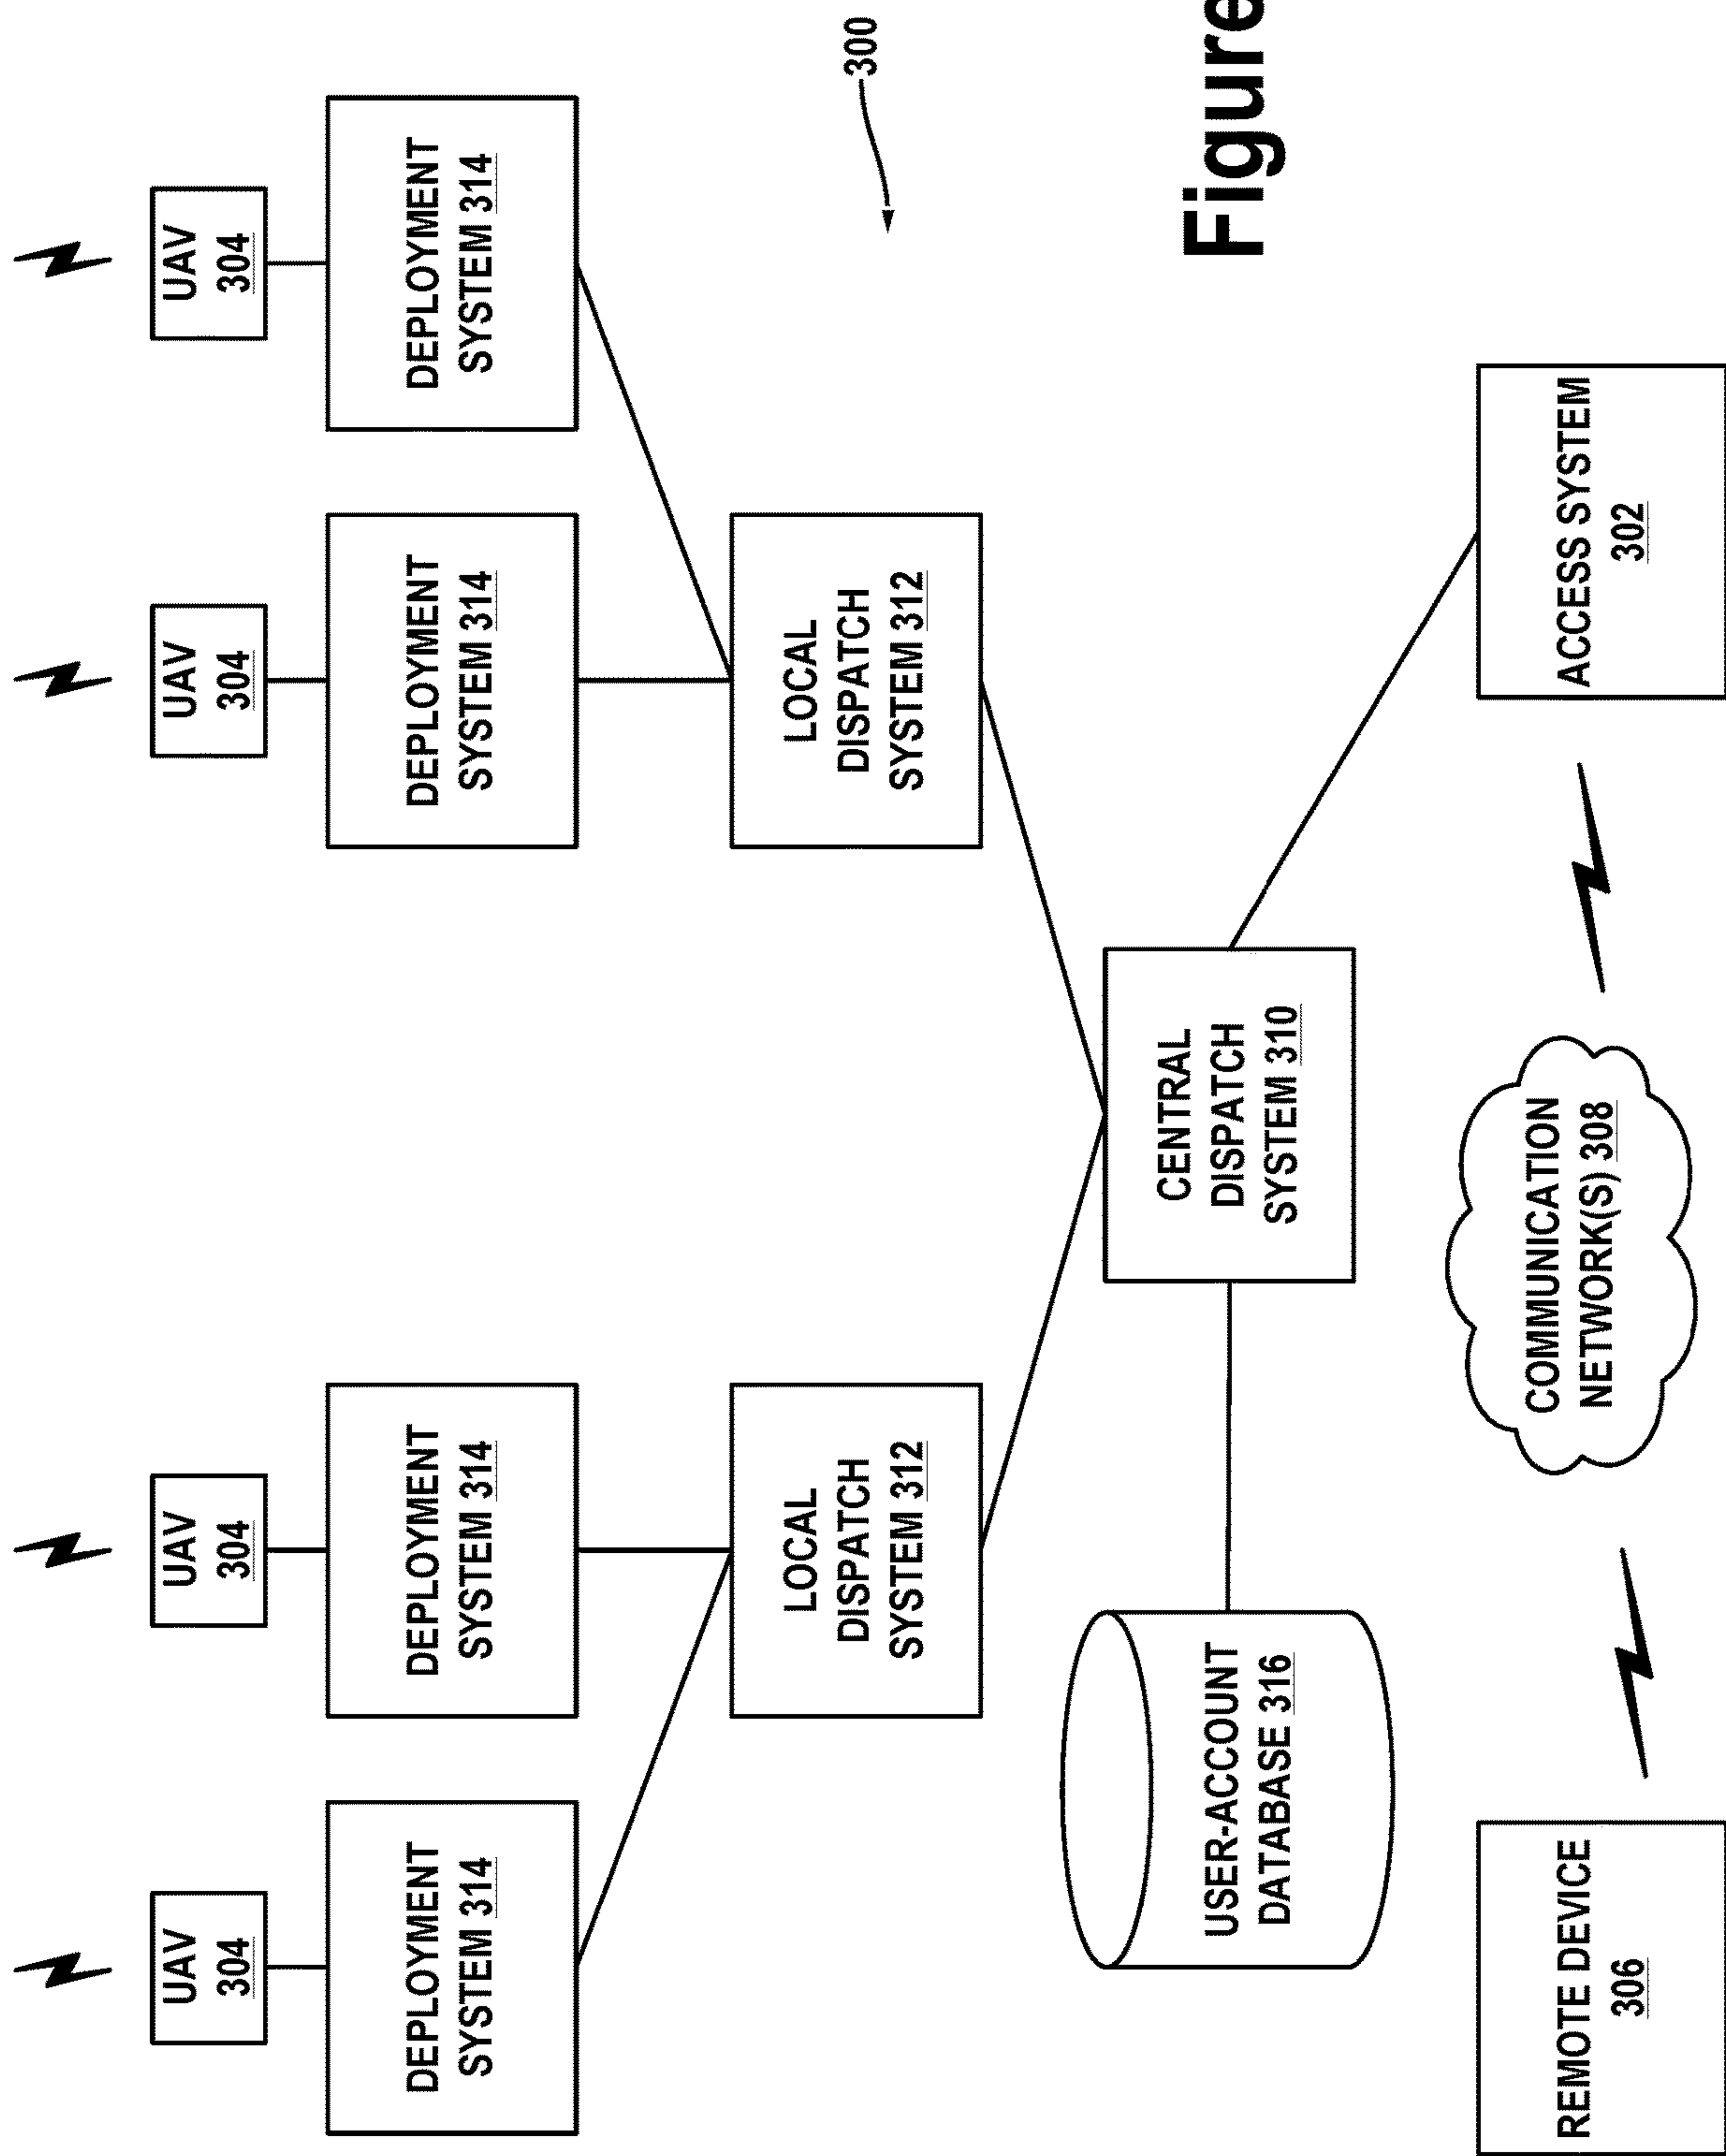 UAV
304
UAV
304
UAV
304
UAV
304
DEPLOYMENT
SYSTEM 314
DEPLOYMENT
SYSTEM 314
DEPLOYMENT
SYSTEM 314
DEPLOYMENT
SYSTEM 314
LOCAL
DISPATCH
SYSTEM 312
LOCAL
DISPATCH
SYSTEM 312
300
USER-ACCOUNT
DATABASE 316
CENTRAL
DISPATCH
SYSTEM 310
Figure
REMOTE DEVICE
306
COMMUNICATION
NETWORK(S) 308
ACCESS SYSTEM
302